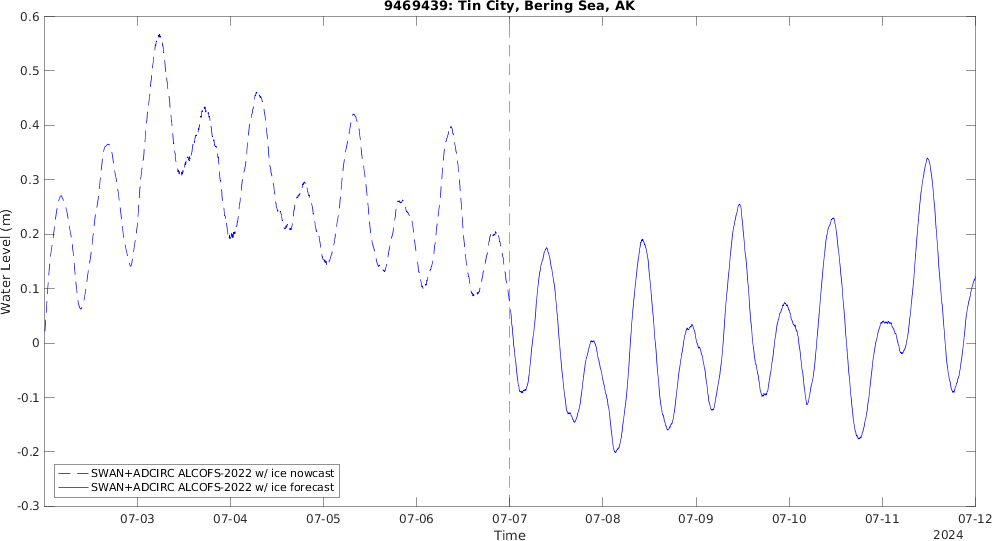 9469439: Tin City, Bering Sea, AK
0.6
0.5
0.4
0.3
0.2
0.1
0
-0.1
-0.2
-0.3
Water Level (m)
SWAN+ADCIRC ALCOFS-2022 w/ ice nowcast
SWAN+ADCIRC ALCOFS-2022 w/ ice forecast
07-03 07-04 07-05 07-06 07-07 07-08 07-09 07-10 07-11 07-12
Time
2024